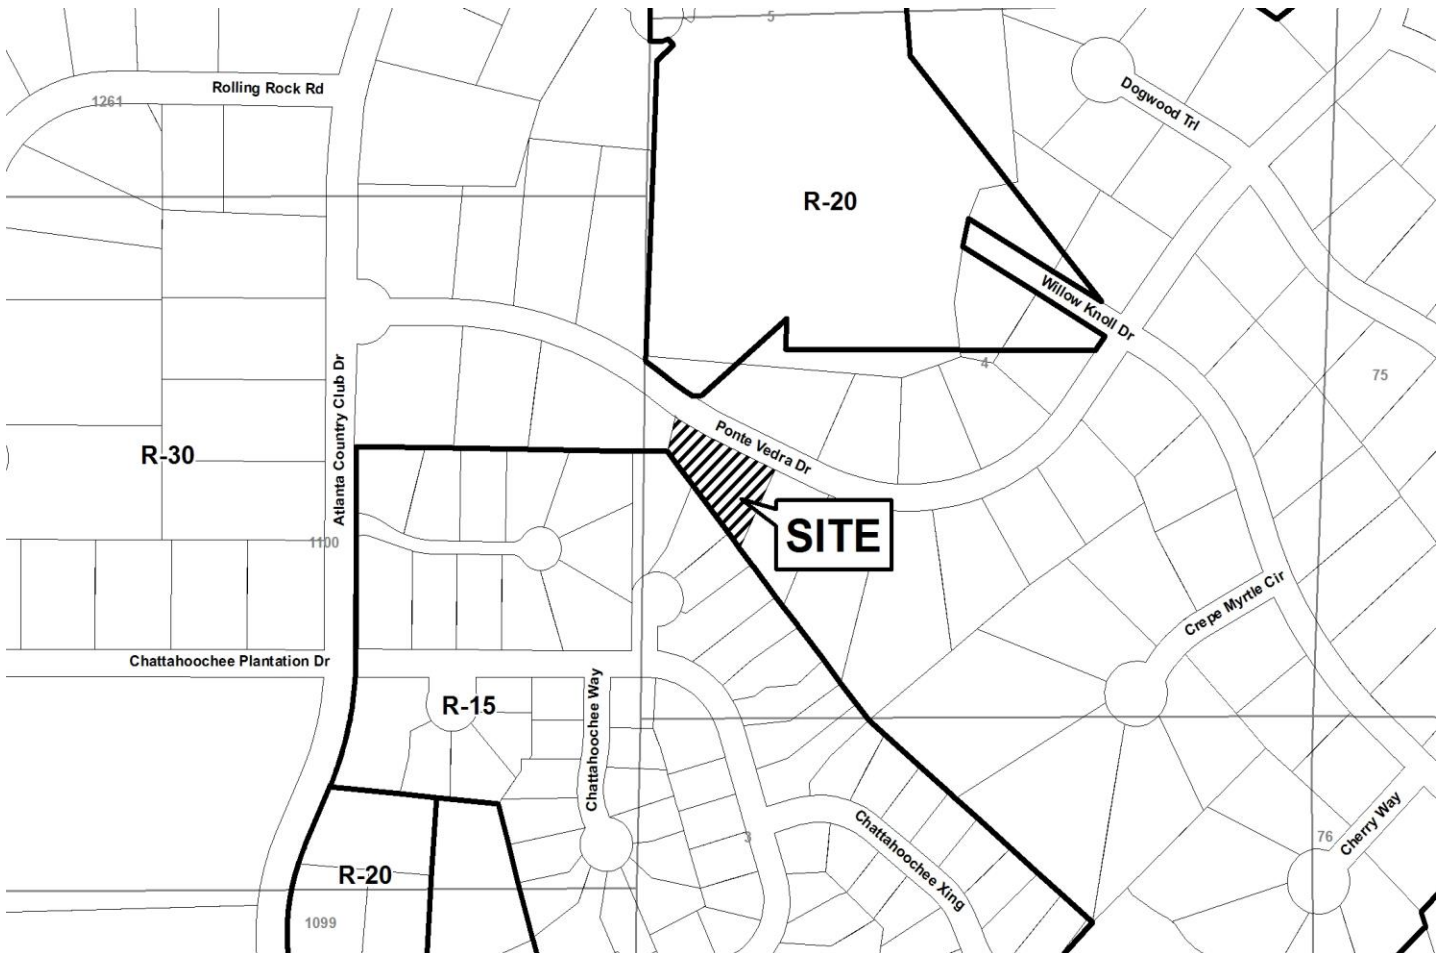 5
Rolling Rock Rd
1261
Dogwood Trl
R-20
Willow Knoll Dr
4
75
Atlanta Country Club Dr
R-30
Ponte Vedra Dr
SITE
1100
Crepe Myrtle Cir
Chattahoochee Plantation Dr
R-15
Chattahoochee Way
Chattahoochee Xing
3
76
Cherry Way
R-20
1099